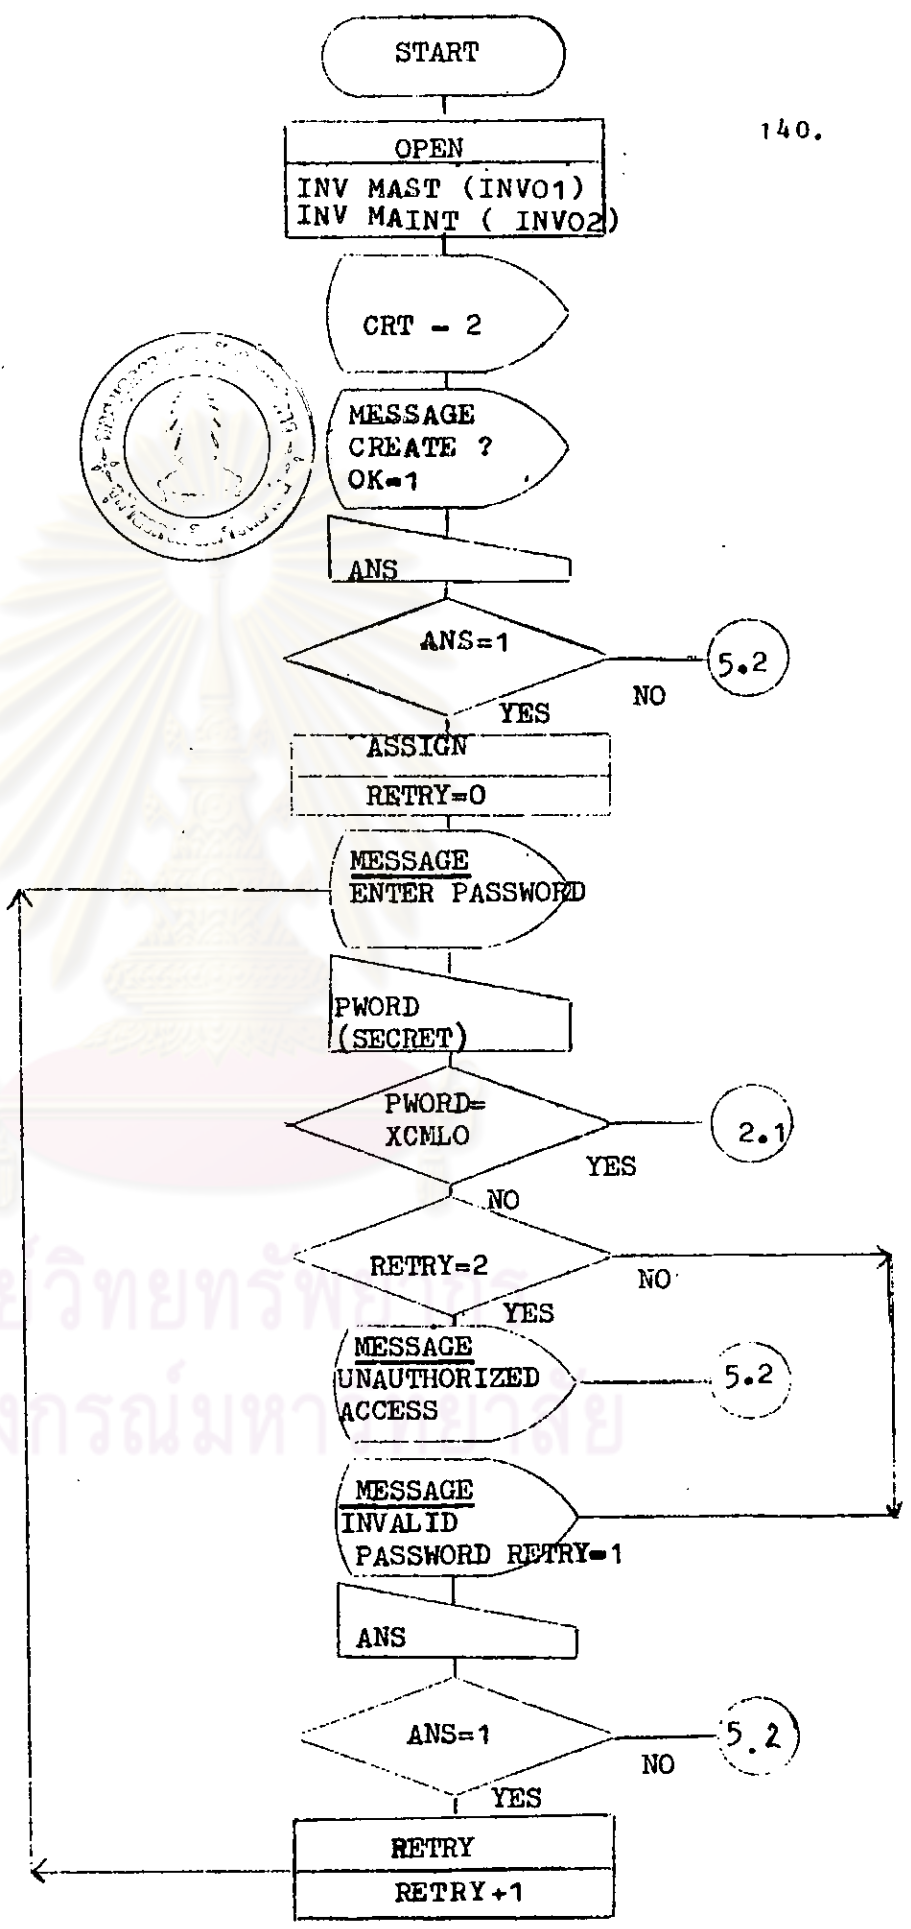 START
140.
OPEN
INV MAST (INV01)
INV MAINT ( INV02)
CRT - 2
MESSAGE
CREATE ?
OK=1
ANS
ANS=1
5.2
NO
YES
ASSIGN
RETRY=0
MESSAGE
ENTER PASSWORD
PWORD
(SECRET)
PWORD=
XCMLO
2.1
YES
NO
RETRY=2
NO
YES
MESSAGE
UNAUTHORIZED
ACCESS
5.2
MESSAGE
INVALID
PASSWORD RETRY=1
ANS
ANS=1
5.2
NO
YES
RETRY
RETRY+1